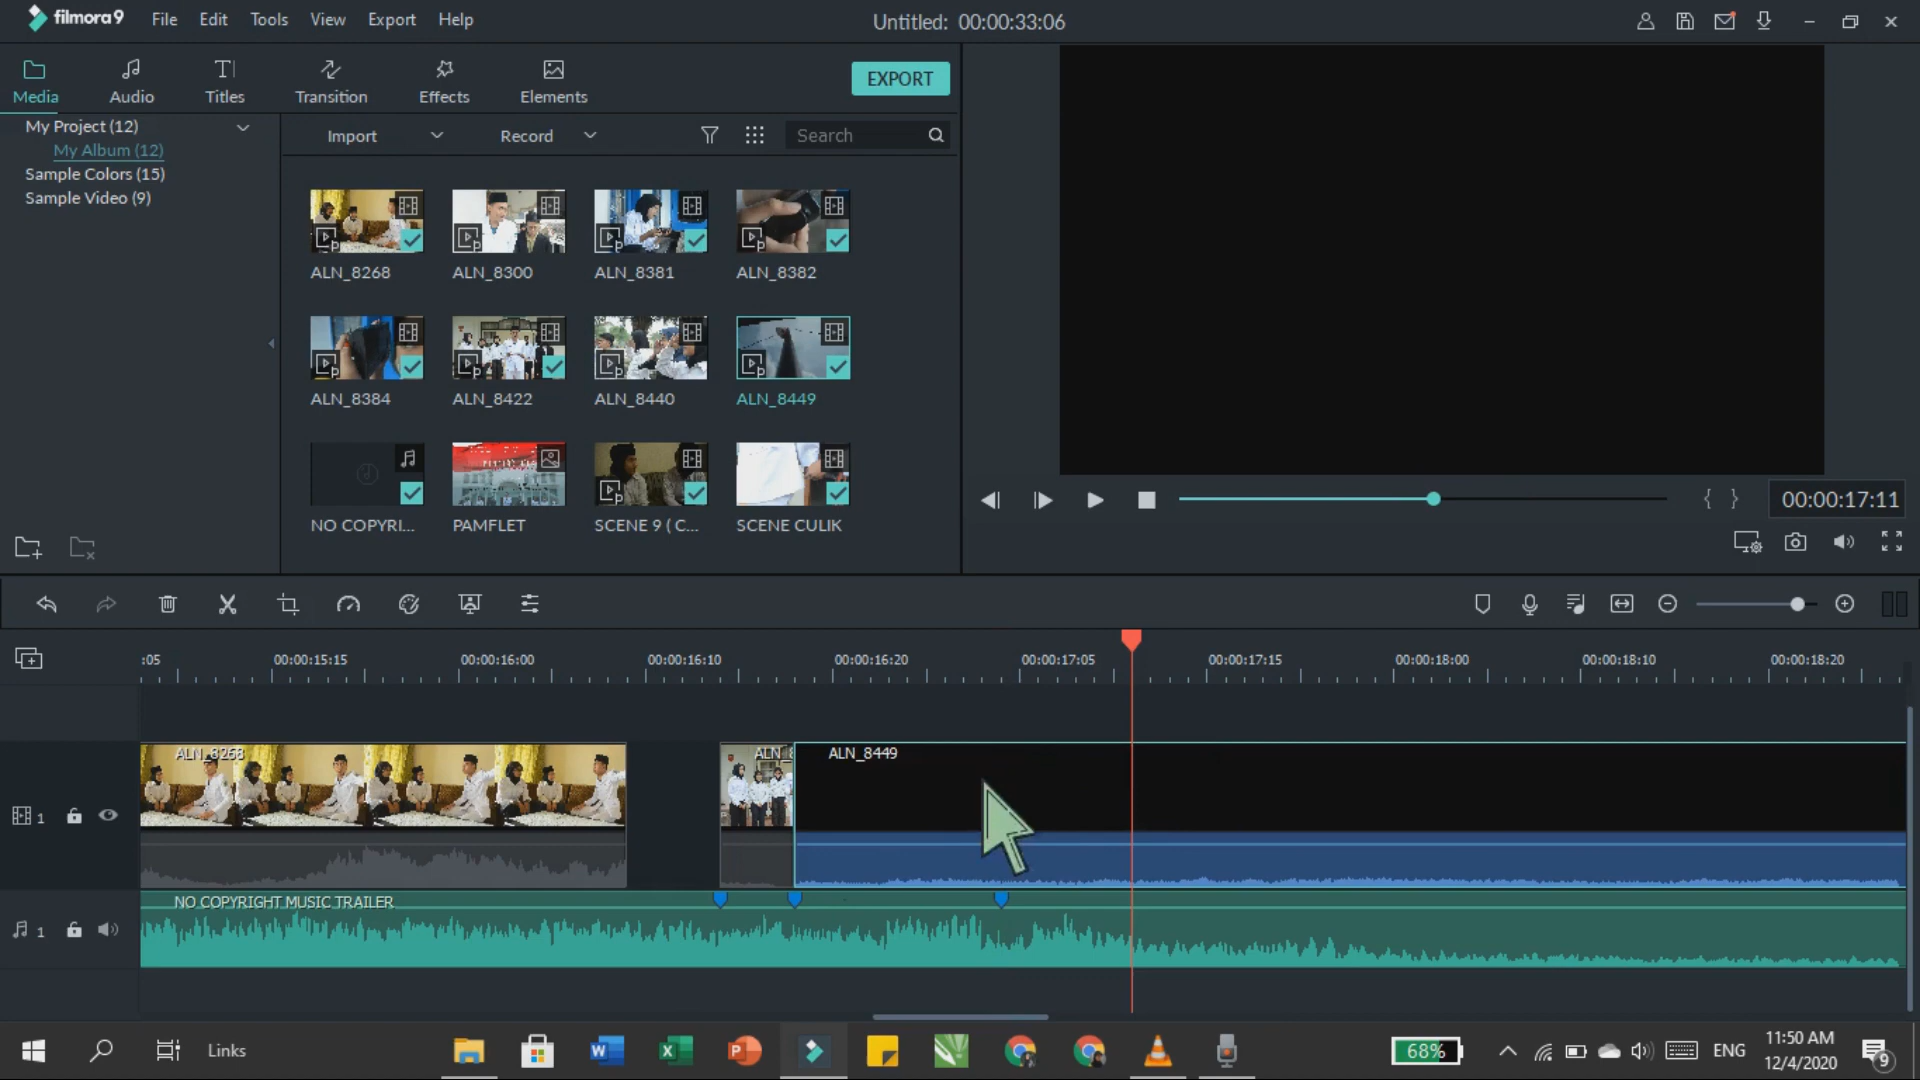 filmora9 File Edit Tools View Export Help Untitled: 00:00:33:06
Media Audio Titles Transition Effects Elements EXPORT
My Project (12)
My Album (12)
Sample Colors (15)
Sample Video (9)
Import Record Search
ALN_8268 ALN_8300 ALN_8381 ALN_8382
ALN_8384 ALN_8422 ALN_8440 ALN_8449
NO COPYRI... PAMFLET SCENE 9 ( C... SCENE CULIK
00:00:17:11
:05 00:00:15:15 00:00:16:00 00:00:16:10 00:00:16:20 00:00:17:05 00:00:17:15 00:00:18:00 00:00:18:10 00:00:18:20
ALN_8268 ALN_8 ALN_8449
1
NO COPYRIGHT MUSIC TRAILER
1
Links 68% ENG 11:50 AM
12/4/2020 9